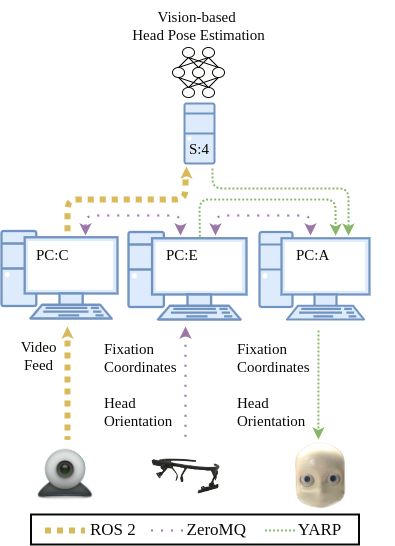 Vision-based
Head Pose Estimation
S:4
PC:C
PC:E
PC:A
Video
Feed
Fixation
Coordinates
Head
Orientation
Fixation
Coordinates
Head
Orientation
ROS 2
ZeroMQ
YARP